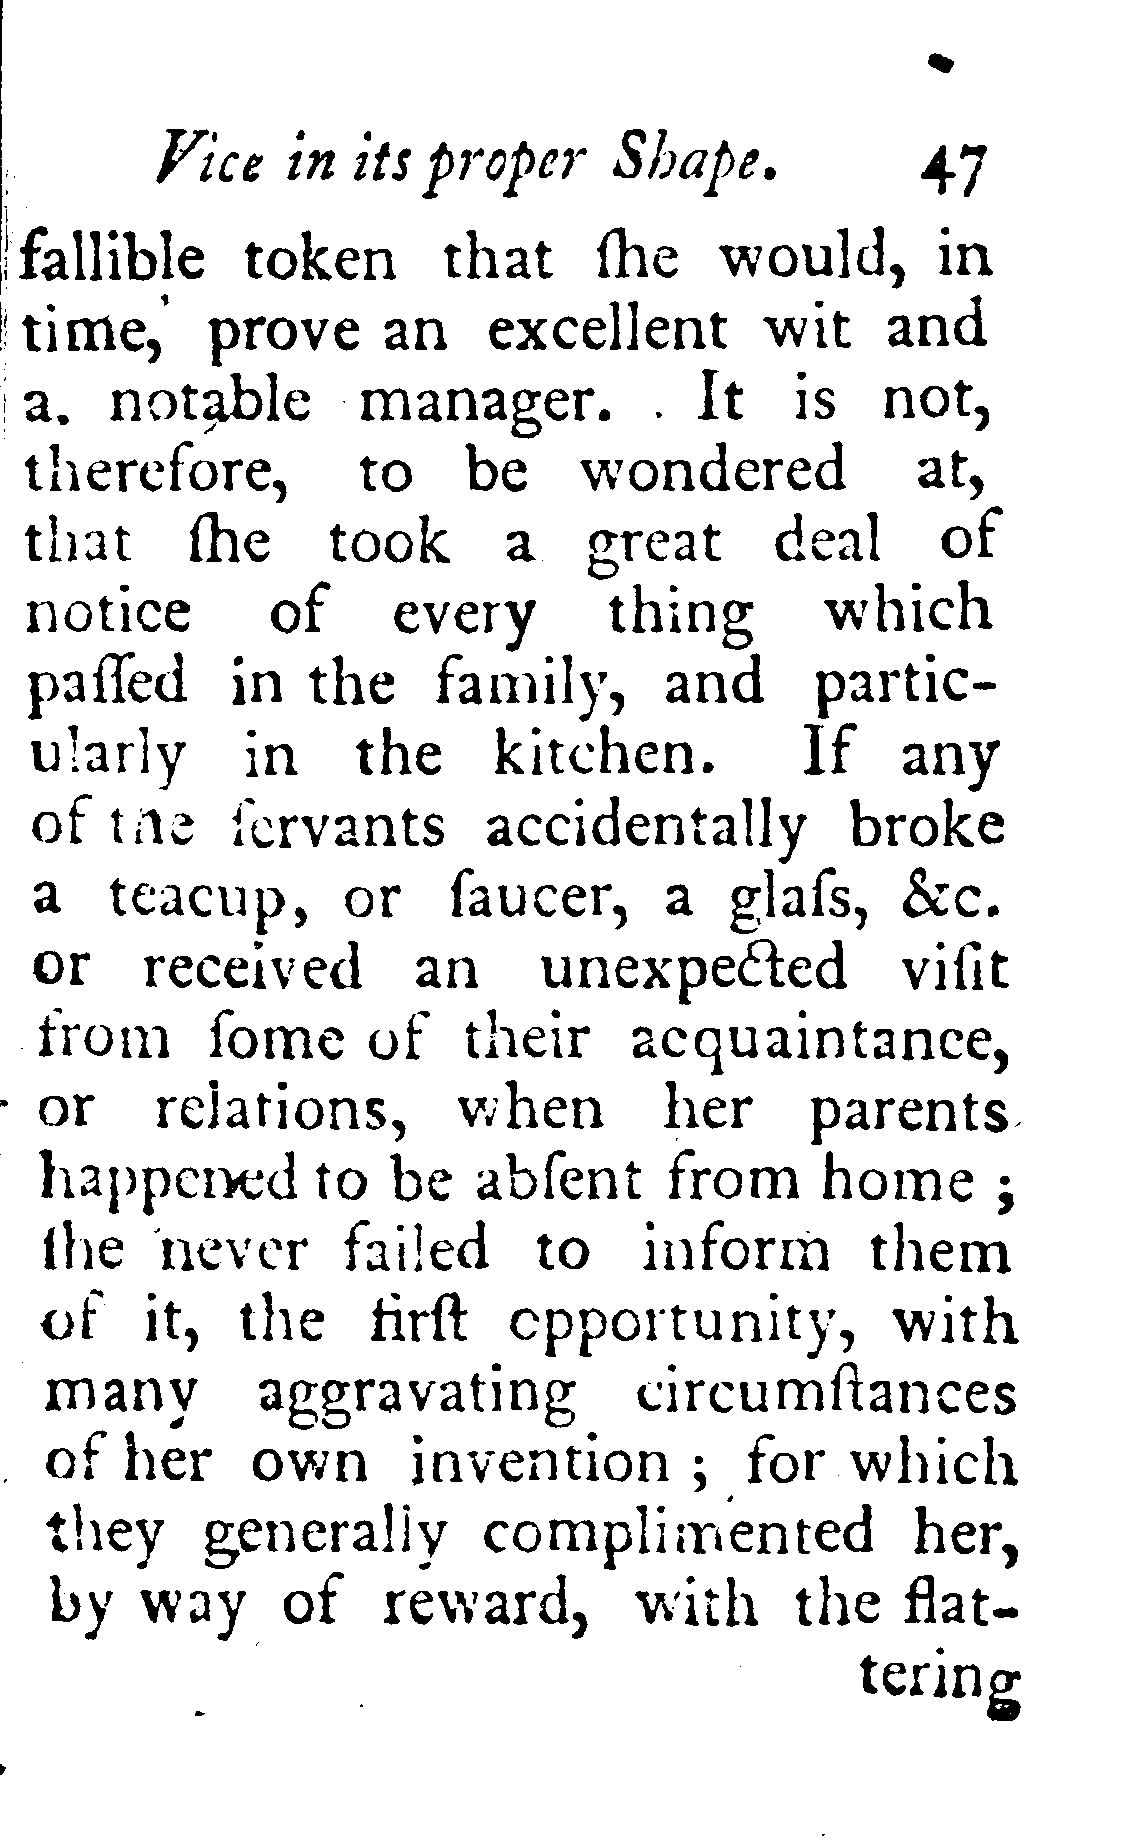 Vice in its proper Shape. 47
fallible token that ſhe would, in
time, prove an excellent wit and
a notable manager. It is not,
therefore, to be wondered at,
that ſhe took a great deal of
notice of every thing which
paſſed in the family, and partic-
ularly in the kitchen. If any
of the ſervants accidentally broke
a teacup, or ſaucer, a glaſs, &c.
or received an unexpected viſit
from ſome of their acquaintance,
or relations, when her parents
happened to be abſent from home ;
ſhe never failed to inform them
of it, the firſt opportunity, with
many aggravating circumſtances
of her own invention ; for which
they generally complimented her,
by way of reward, with the flat-
tering